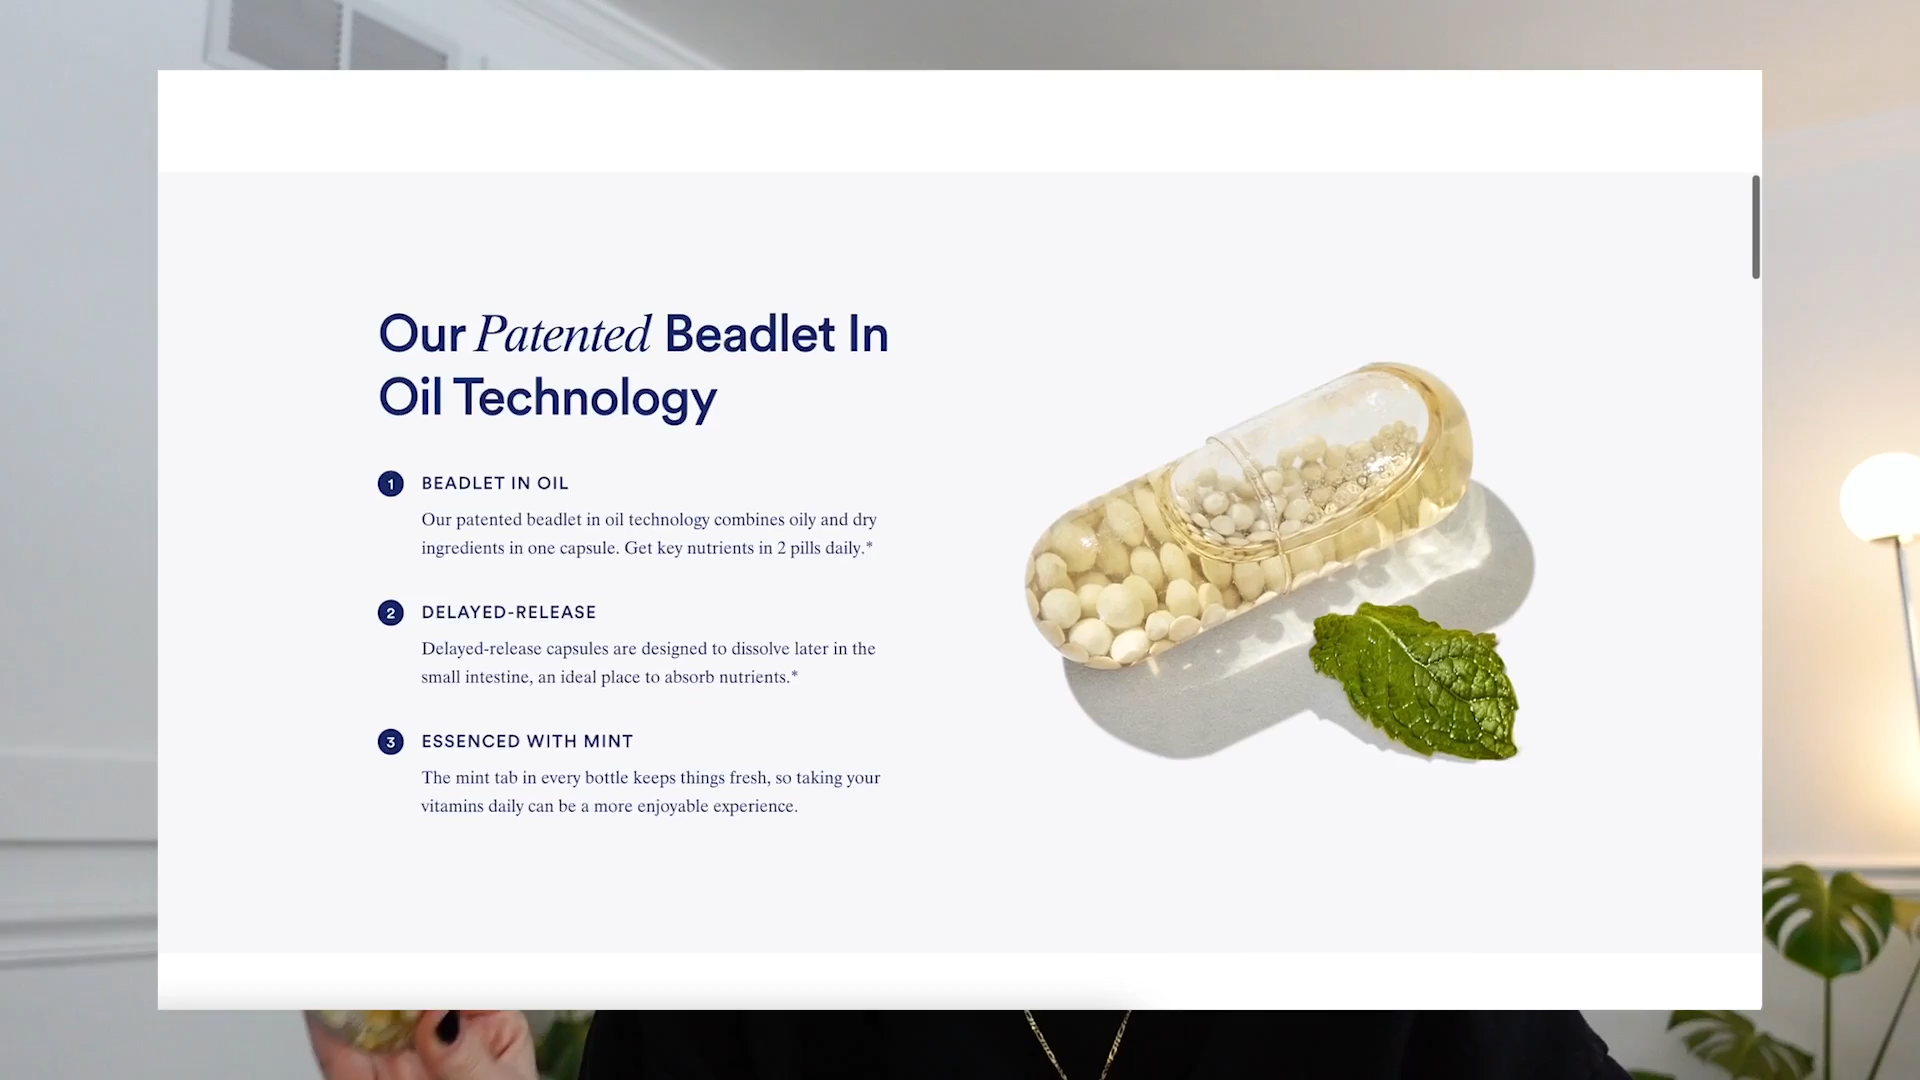 Our Patented Beadlet In
Oil Technology
1 BEADLET IN OIL
Our patented beadlet in oil technology combines oily and dry
ingredients in one capsule. Get key nutrients in 2 pills daily.*
2 DELAYED-RELEASE
Delayed-release capsules are designed to dissolve later in the
small intestine, an ideal place to absorb nutrients.*
3 ESSENCED WITH MINT
The mint tab in every bottle keeps things fresh, so taking your
vitamins daily can be a more enjoyable experience.